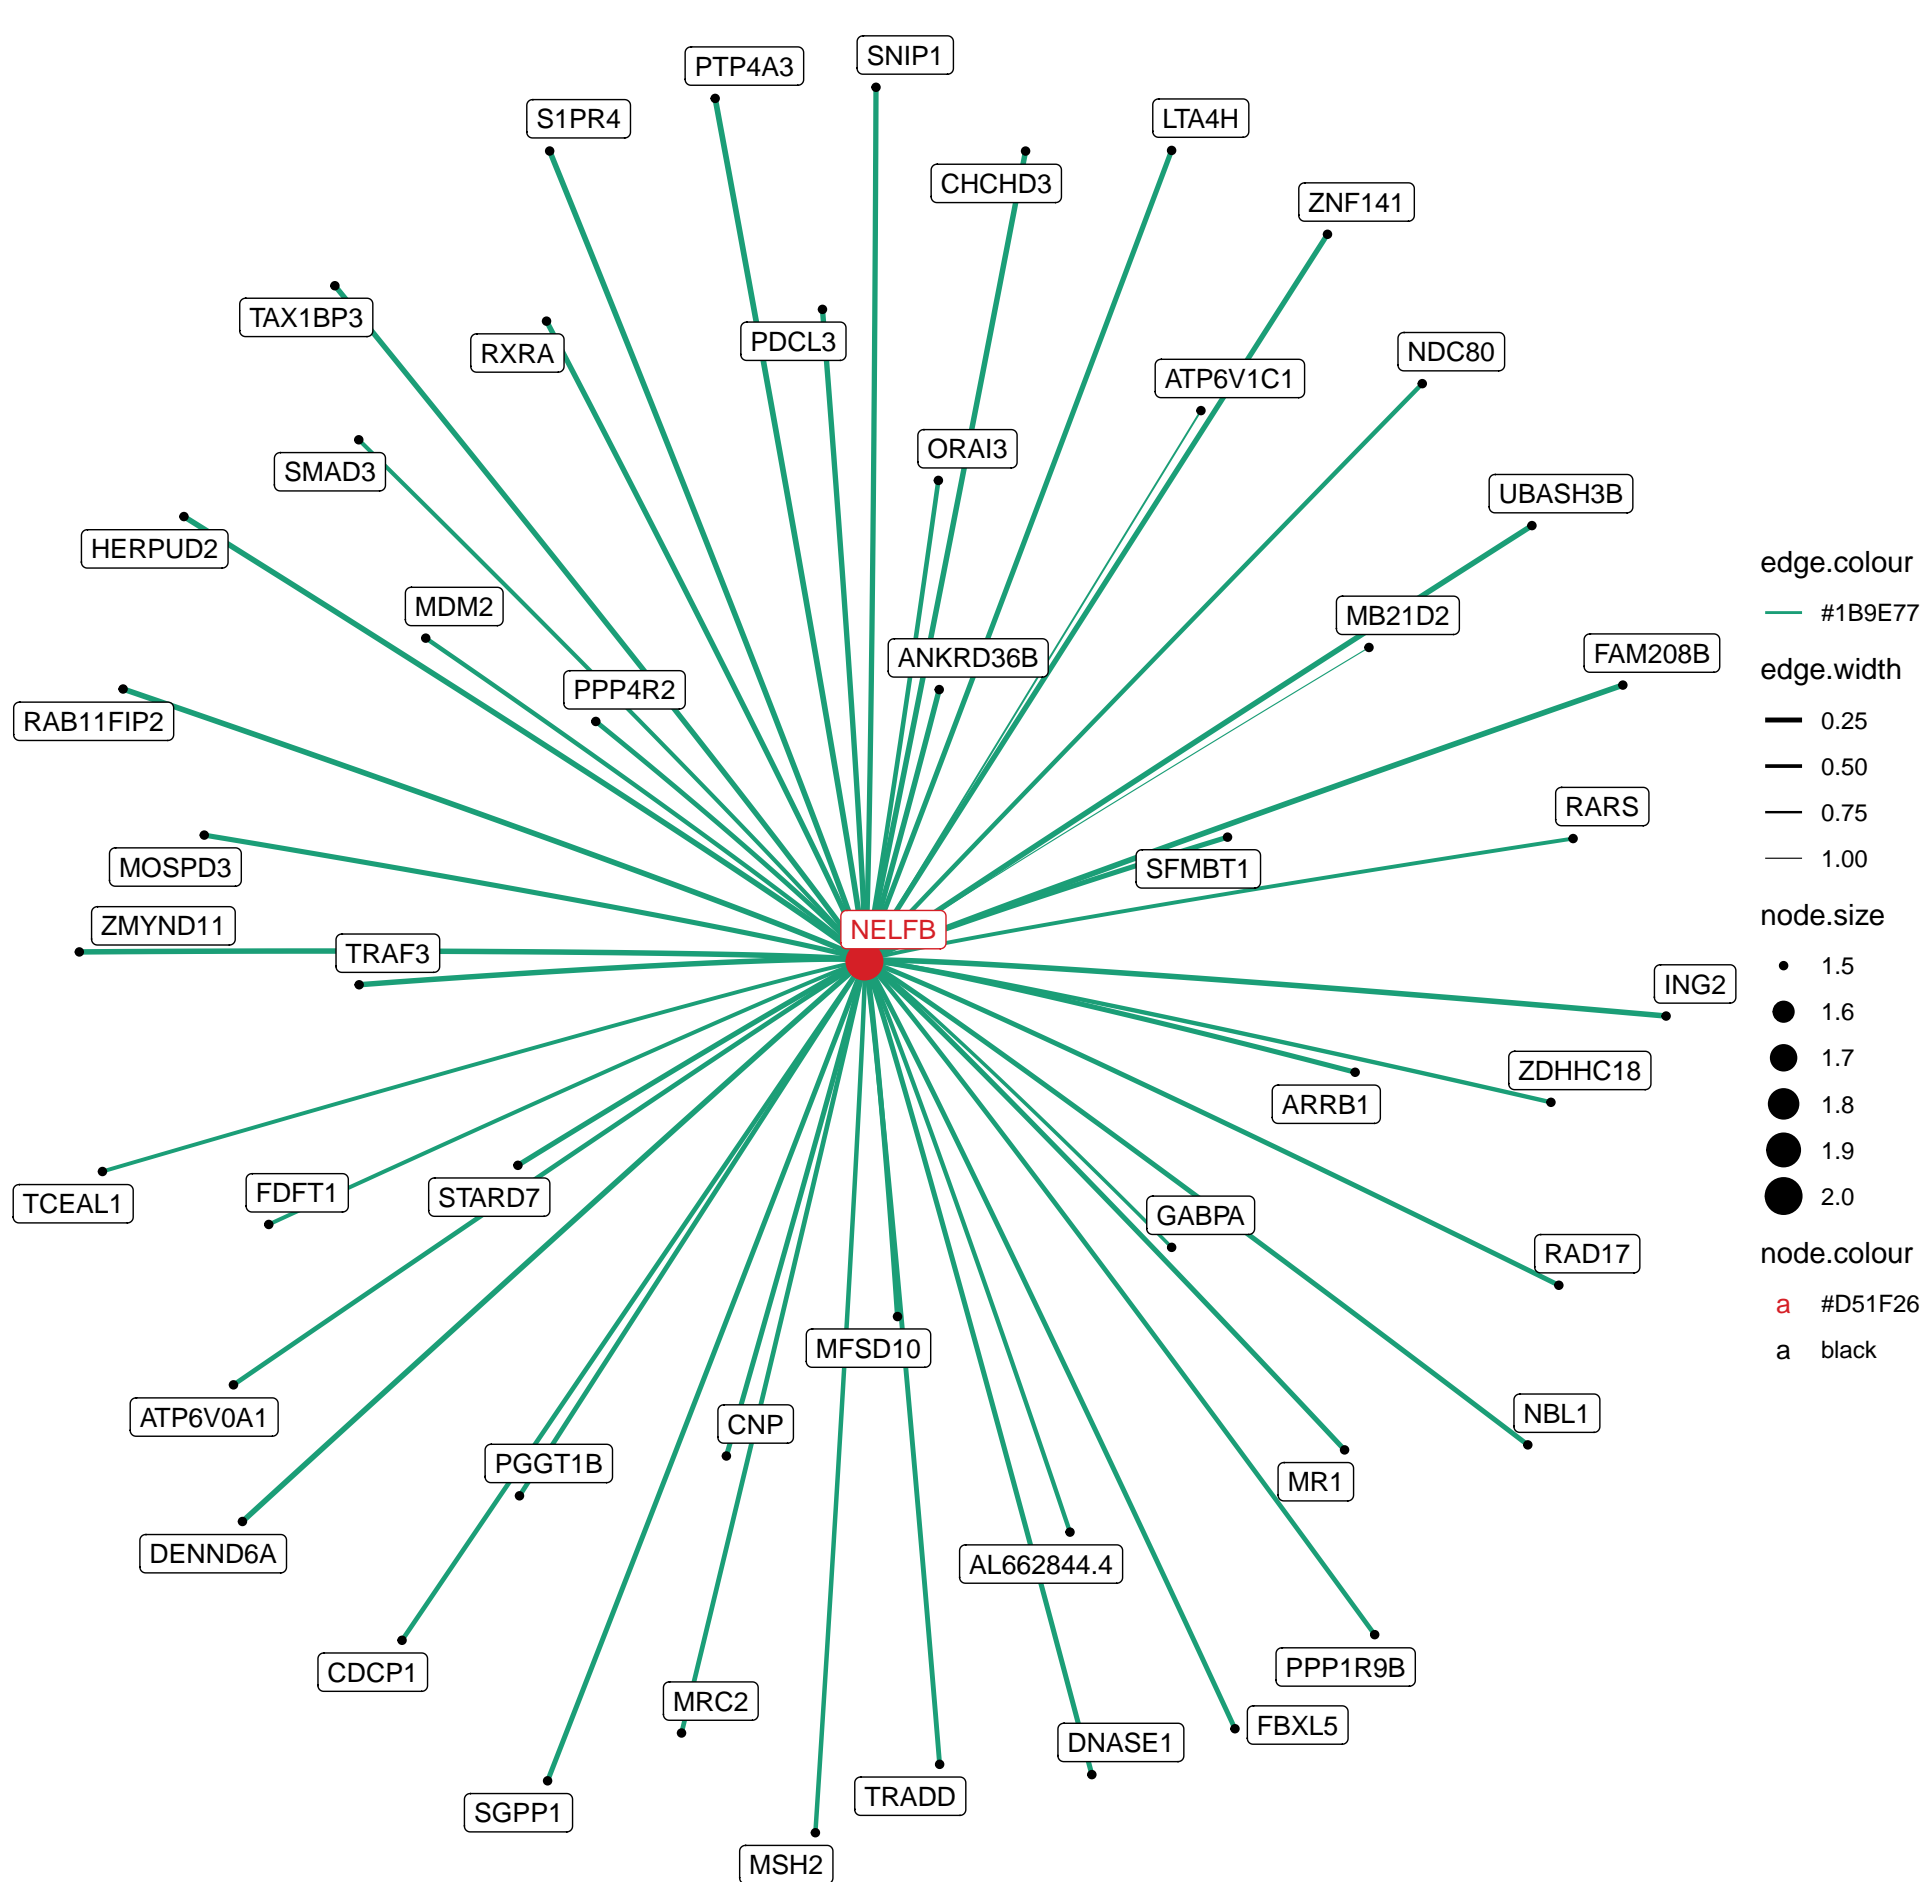 SNIP1
PTP4A3
S1PR4
LTA4H
CHCHD3
ZNF141
TAX1BP3
PDCL3
RXRA
NDC80
ATP6V1C1
ORAI3
SMAD3
UBASH3B
HERPUD2
edge.colour
#1B9E77
MDM2
MB21D2
FAM208B
ANKRD36B
edge.width
PPP4R2
RAB11FIP2
0.25
0.50
RARS
0.75
MOSPD3
SFMBT1
1.00
node.size
ZMYND11
NELFB
TRAF3
1.5
ING2
1.6
1.7
ZDHHC18
ARRB1
1.8
1.9
FDFT1
STARD7
2.0
TCEAL1
GABPA
RAD17
node.colour
a #D51F26
MFSD10
a black
NBL1
ATP6V0A1
CNP
PGGT1B
MR1
DENND6A
AL662844.4
PPP1R9B
CDCP1
MRC2
FBXL5
DNASE1
TRADD
SGPP1
MSH2